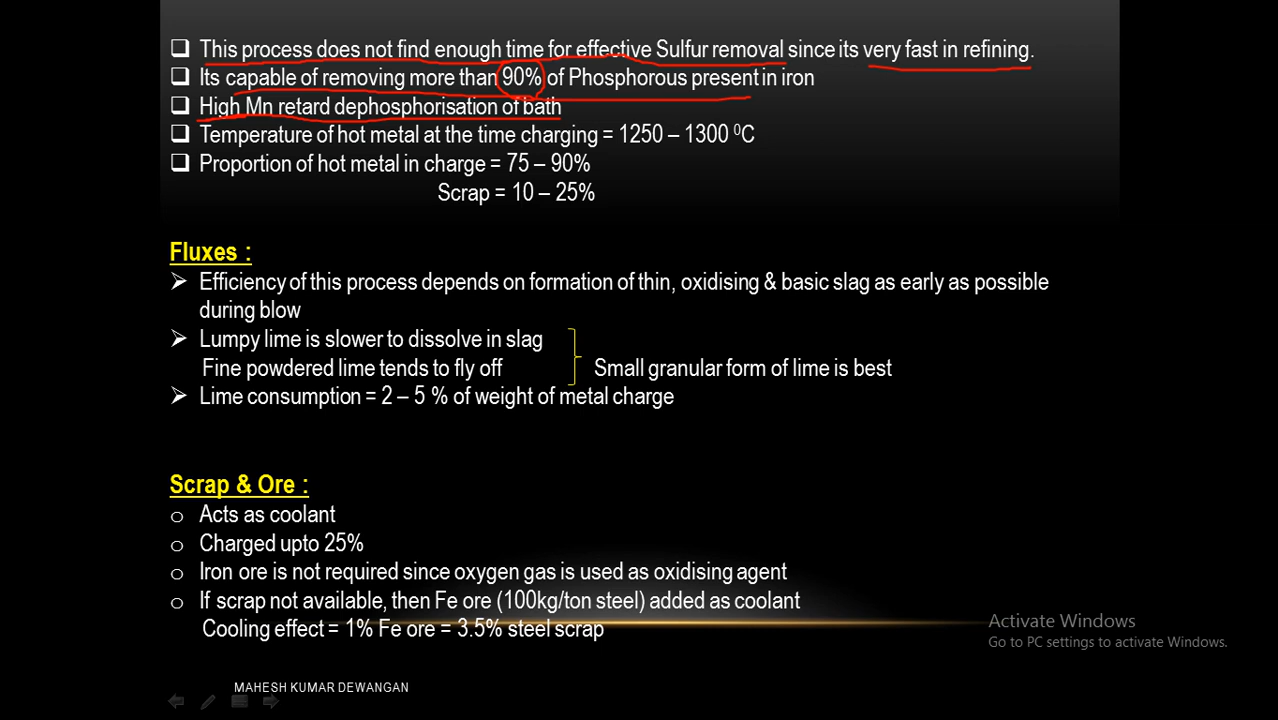 This process does not find enough time for effective Sulfur removal since its very fast in refining.
Its capable of removing more than 90% of Phosphorous present in iron
High Mn retard dephosphorisation of bath
Temperature of hot metal at the time charging = 1250 – 1300 ⁰C
Proportion of hot metal in charge = 75 – 90%
Scrap = 10 – 25%
Fluxes :
Efficiency of this process depends on formation of thin, oxidising & basic slag as early as possible
during blow
Lumpy lime is slower to dissolve in slag
Fine powdered lime tends to fly off Small granular form of lime is best
Lime consumption = 2 – 5 % of weight of metal charge
Scrap & Ore :
Acts as coolant
Charged upto 25%
Iron ore is not required since oxygen gas is used as oxidising agent
If scrap not available, then Fe ore (100kg/ton steel) added as coolant
Cooling effect = 1% Fe ore = 3.5% steel scrap
Activate Windows
Go to PC settings to activate Windows.
MAHESH KUMAR DEWANGAN